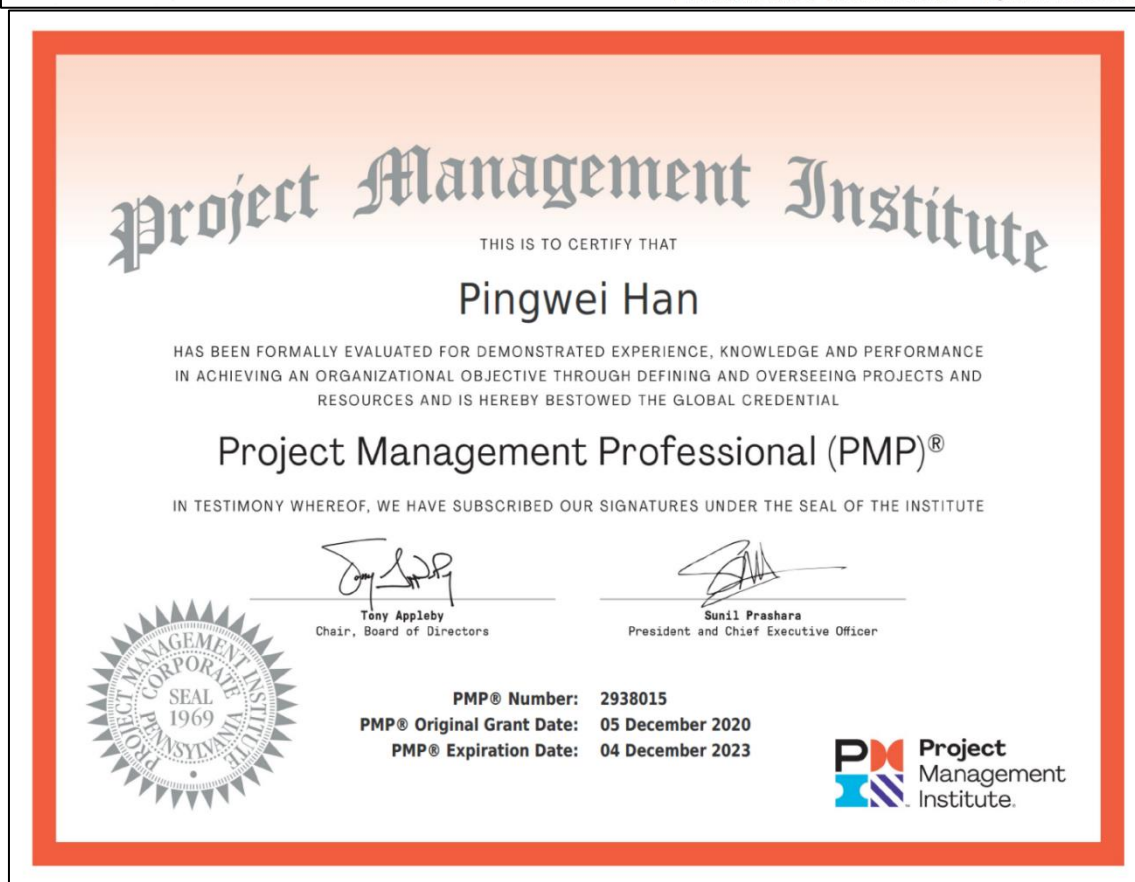 Project Management Institute
THIS IS TO CERTIFY THAT
Pingwei Han
HAS BEEN FORMALLY EVALUATED FOR DEMONSTRATED EXPERIENCE, KNOWLEDGE AND PERFORMANCE
IN ACHIEVING AN ORGANIZATIONAL OBJECTIVE THROUGH DEFINING AND OVERSEEING PROJECTS AND
RESOURCES AND IS HEREBY BESTOWED THE GLOBAL CREDENTIAL
Project Management Professional (PMP)®
IN TESTIMONY WHEREOF, WE HAVE SUBSCRIBED OUR SIGNATURES UNDER THE SEAL OF THE INSTITUTE
Tony Appleby
Chair, Board of Directors
Sunil Prashara
President and Chief Executive Officer
PROJECT MANAGEMENT INSTITUTE
CORPORATE
SEAL
1969
PENNSYLVANIA
PMP® Number: 2938015
PMP® Original Grant Date: 05 December 2020
PMP® Expiration Date: 04 December 2023
Project
Management
Institute.